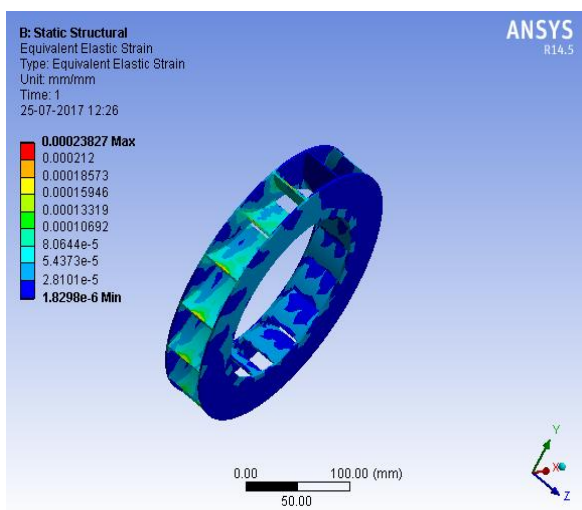 B: Static Structural
Equivalent Elastic Strain
Type: Equivalent Elastic Strain
Unit: mm/mm
Time: 1
25-07-2017 12:26
ANSYS
R14.5
0.00023827 Max
0.000212
0.00018573
0.00015946
0.00013319
0.00010692
8.0644e-5
5.4373e-5
2.8101e-5
1.8298e-6 Min
Y
X
Z
0.00
100.00 (mm)
50.00